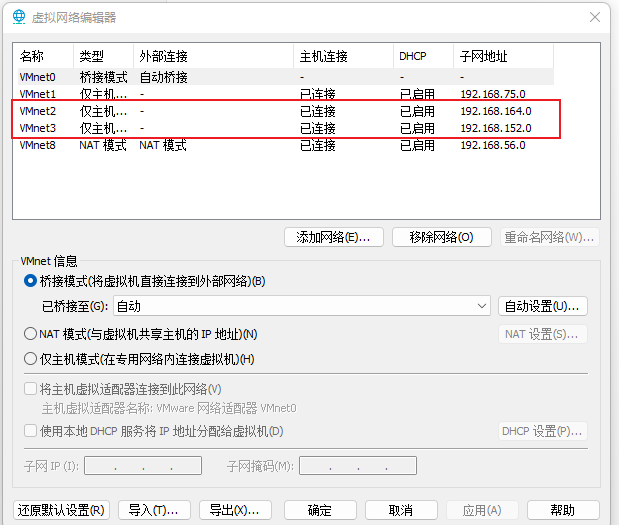 虚拟网络编辑器
名称 类型 外部连接 主机连接 DHCP 子网地址
VMnet0 桥接模式 自动桥接 - - -
VMnet1 仅主机... - 已连接 已启用 192.168.75.0
VMnet2 仅主机... - 已连接 已启用 192.168.164.0
VMnet3 仅主机... - 已连接 已启用 192.168.152.0
VMnet8 NAT 模式 NAT 模式 已连接 已启用 192.168.56.0
添加网络(E)... 移除网络(O) 重命名网络(W)...
VMnet 信息
桥接模式(将虚拟机直接连接到外部网络)(B)
已桥接至(G): 自动 自动设置(U)...
NAT 模式(与虚拟机共享主机的 IP 地址)(N) NAT 设置(S)...
仅主机模式(在专用网络内连接虚拟机)(H)
将主机虚拟适配器连接到此网络(V)
主机虚拟适配器名称: VMware 网络适配器 VMnet0
使用本地 DHCP 服务将 IP 地址分配给虚拟机(D) DHCP 设置(P)...
子网 IP (I): . . . 子网掩码(M): . . .
还原默认设置(R) 导入(T)... 导出(X)... 确定 取消 应用(A) 帮助